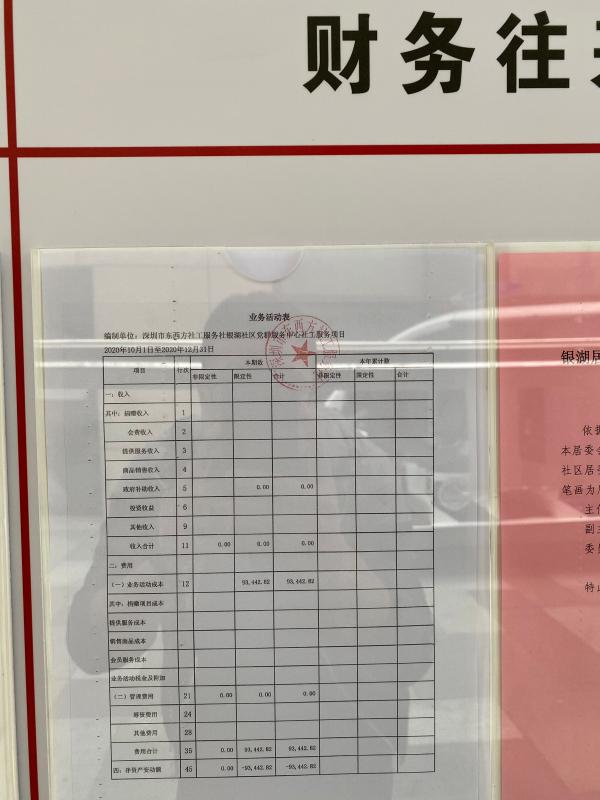 财务往
业务活动表
编制单位：深圳市东西方社工服务社银湖社区党群服务中心社工服务项目
2020年10月1日至2020年12月31日
项目 行次 本期数 本年累计数
非限定性 限定性 合计 非限定性 限定性 合计
一：收入
其中：捐赠收入 1
会费收入 2
提供服务收入 3
商品销售收入 4
政府补助收入 5 0.00 0.00
投资收益 6
其他收入 9
收入合计 11 0.00 0.00 0.00
二：费用
（一）业务活动成本 12 93,442.82 93,442.82
其中：捐赠项目成本
提供服务成本
销售商品成本
会员服务成本
业务活动税金及附加
（二）管理费用 21 0.00 0.00 0.00
筹资费用 24
其他费用 28
费用合计 35 0.00 93,442.82 93,442.82
四：净资产变动额 45 0.00 -93,442.82 -93,442.82
银湖居
依据
本居委会
社区居
笔画为
主任
副主
委员
特此